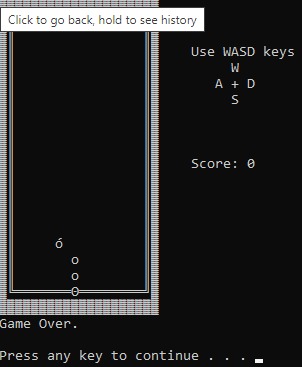 Click to go back, hold to see history
Use WASD keys
W
A + D
S
Score: 0
ó
o
o
O
Game Over.
Press any key to continue . . .